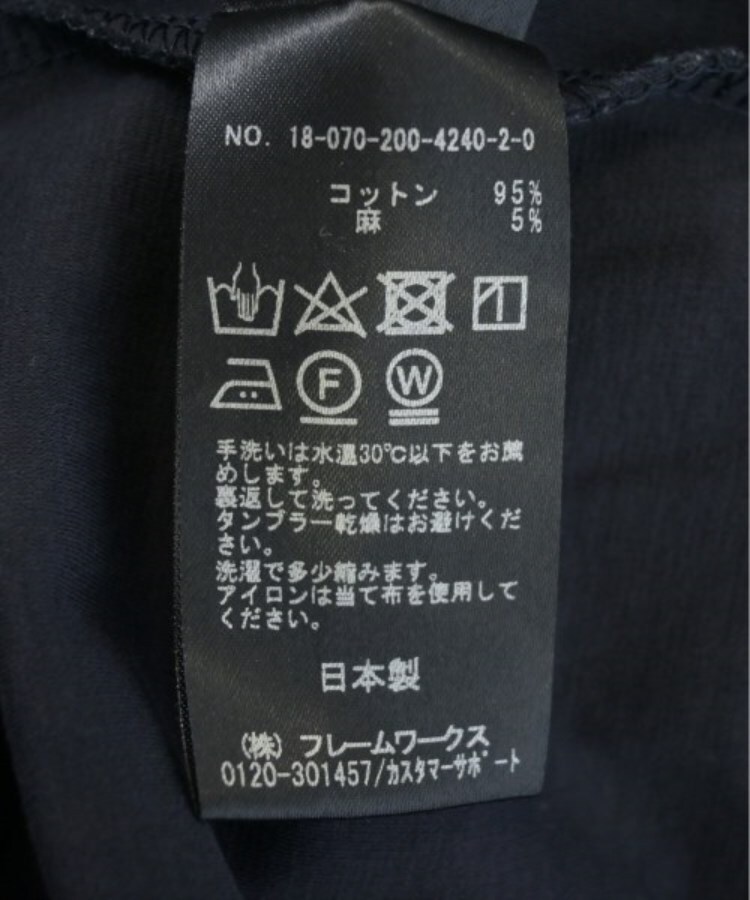 NO. 18-070-200-4240-2-0
コットン 95%
麻 5%
F W
手洗いは水温30℃以下をお薦
めします。
裏返して洗ってください。
タンブラー乾燥はお避けくだ
さい。
洗濯で多少縮みます。
アイロンは当て布を使用して
ください。
日本製
(株) フレームワークス
0120-301457/カスタマーサポート